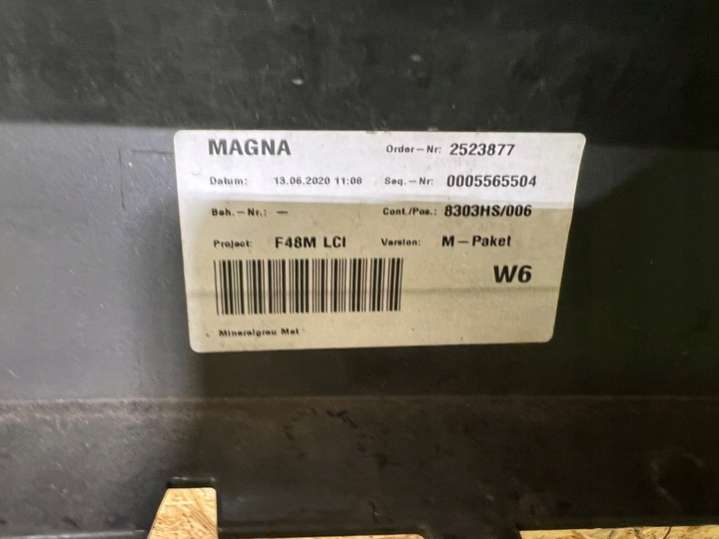 MAGNA Order-Nr: 2523877
Datum: 13.06.2020 11:08 Seq.-Nr: 0005565504
Beh.-Nr.: – Cont./Pos.: 8303HS/006
Project: F48M LCI Version: M-Paket
W6
Mineralgrau Met